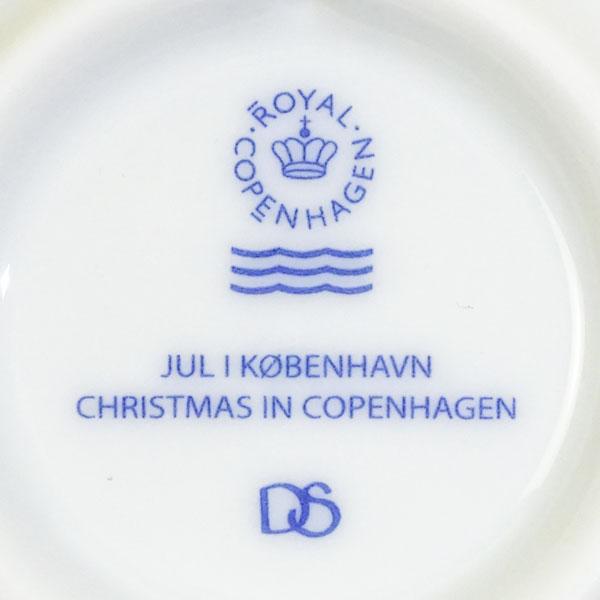 ROYAL
COPENHAGEN
JUL I KØBENHAVN
CHRISTMAS IN COPENHAGEN
DS